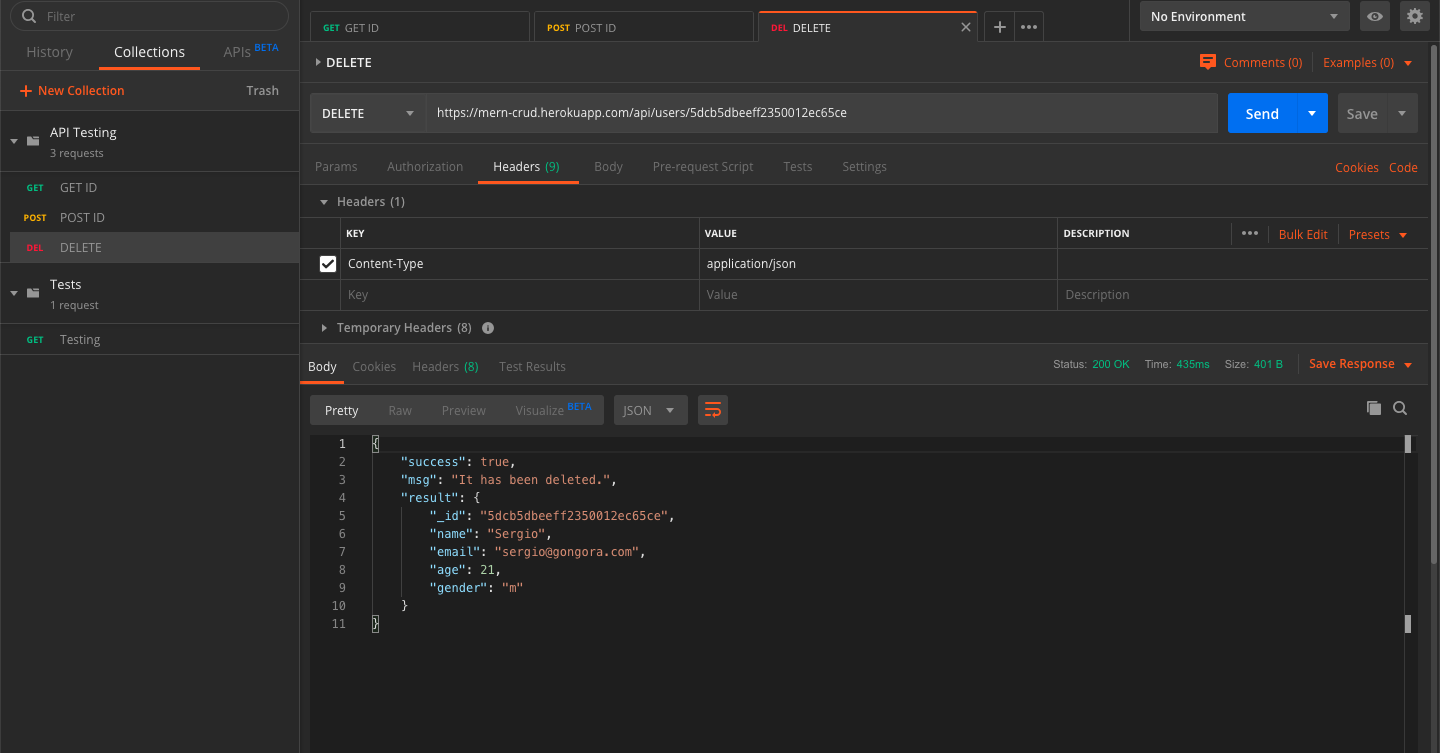 Filter
History Collections APIs BETA
+ New Collection Trash
API Testing
3 requests
GET GET ID
POST POST ID
DEL DELETE
Tests
1 request
GET Testing
GET GET ID POST POST ID DEL DELETE No Environment
DELETE Comments (0) Examples (0)
DELETE https://mern-crud.herokuapp.com/api/users/5dcb5dbeeff2350012ec65ce Send Save
Params Authorization Headers (9) Body Pre-request Script Tests Settings Cookies Code
Headers (1)
KEY VALUE DESCRIPTION Bulk Edit Presets
Content-Type application/json
Key Value Description
Temporary Headers (8)
Body Cookies Headers (8) Test Results Status: 200 OK Time: 435ms Size: 401 B Save Response
Pretty Raw Preview Visualize BETA JSON
1 {
2 "success": true,
3 "msg": "It has been deleted.",
4 "result": {
5 "_id": "5dcb5dbeeff2350012ec65ce",
6 "name": "Sergio",
7 "email": "sergio@gongora.com",
8 "age": 21,
9 "gender": "m"
10 }
11 }